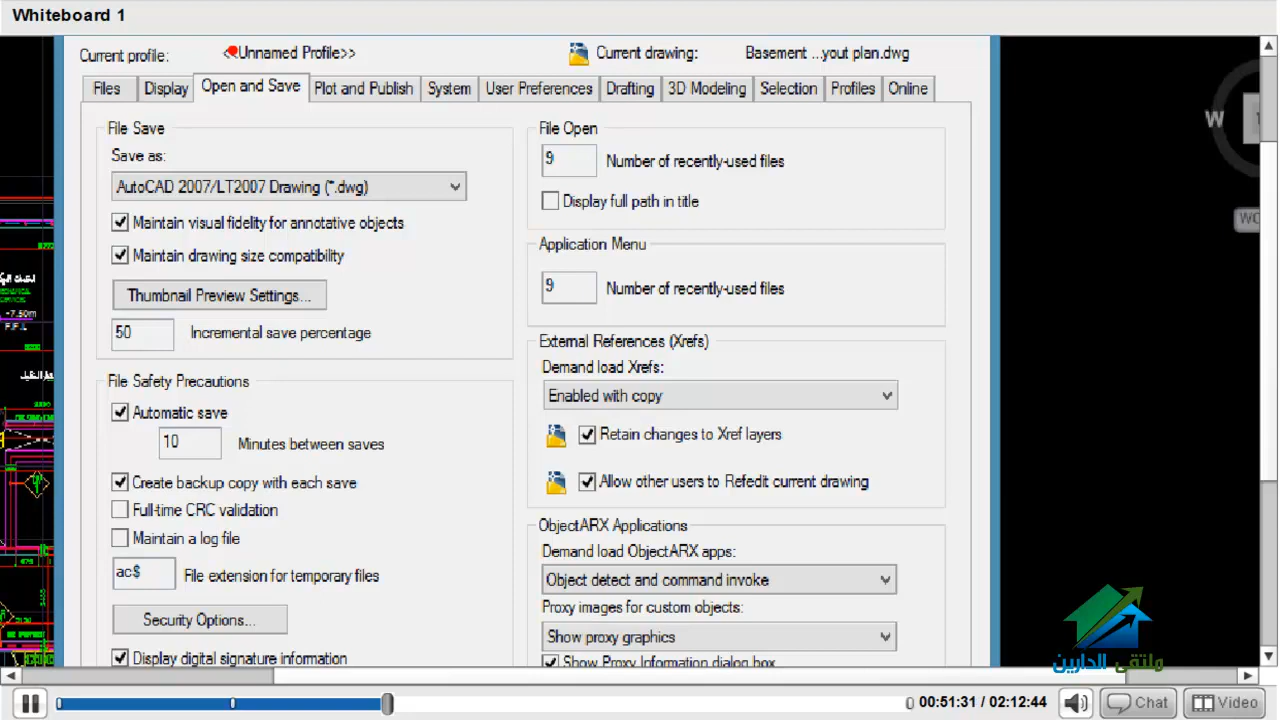 Whiteboard 1
Current profile:
<<Unnamed Profile>>
Current drawing:
Basement ...yout plan.dwg
Files
Display
Open and Save
Plot and Publish
System
User Preferences
Drafting
3D Modeling
Selection
Profiles
Online
File Save
Save as:
AutoCAD 2007/LT2007 Drawing (*.dwg)
Maintain visual fidelity for annotative objects
Maintain drawing size compatibility
Thumbnail Preview Settings...
50 Incremental save percentage
File Safety Precautions
Automatic save
10 Minutes between saves
Create backup copy with each save
Full-time CRC validation
Maintain a log file
ac$ File extension for temporary files
Security Options...
Display digital signature information
File Open
9 Number of recently-used files
Display full path in title
Application Menu
9 Number of recently-used files
External References (Xrefs)
Demand load Xrefs:
Enabled with copy
Retain changes to Xref layers
Allow other users to Refedit current drawing
ObjectARX Applications
Demand load ObjectARX apps:
Object detect and command invoke
Proxy images for custom objects:
Show proxy graphics
Show Proxy Information dialog box
W
-7.50m
F.F.L
ملتقى الدارين
00:51:31 / 02:12:44
Chat
Video